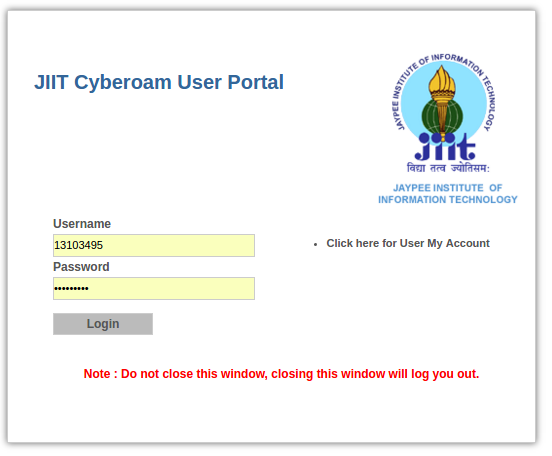 JIIT Cyberoam User Portal
JAYPEE INSTITUTE OF INFORMATION TECHNOLOGY
jiit
विद्या तत्व ज्योतिसमः
JAYPEE INSTITUTE OF
INFORMATION TECHNOLOGY
Username
13103495
• Click here for User My Account
Password
•••••••••
Login
Note : Do not close this window, closing this window will log you out.